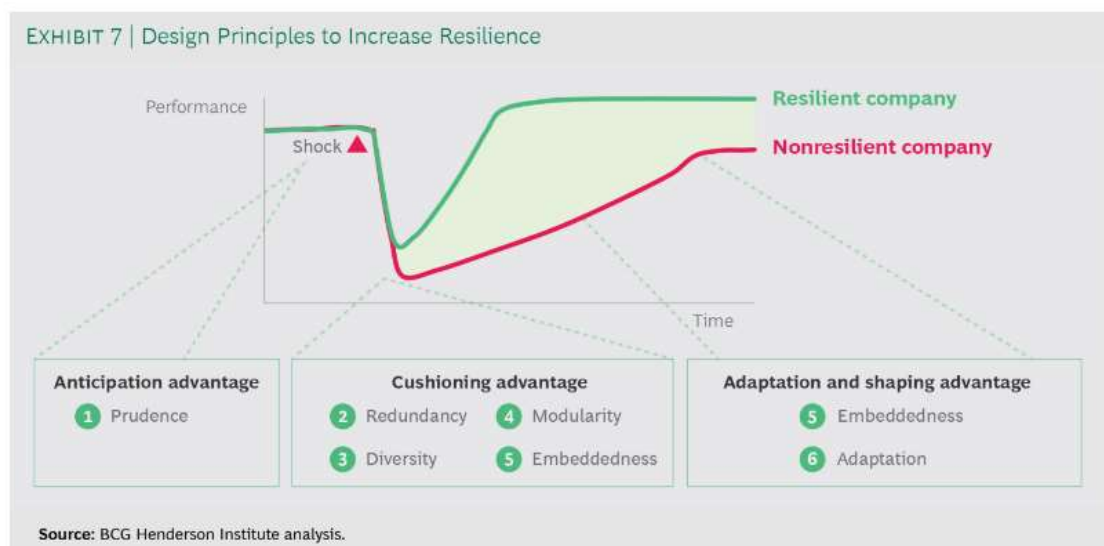 EXHIBIT 7 | Design Principles to Increase Resilience
Performance
Resilient company
Shock
Nonresilient company
Time
Anticipation advantage
1 Prudence
Cushioning advantage
2 Redundancy 4 Modularity
3 Diversity 5 Embeddedness
Adaptation and shaping advantage
5 Embeddedness
6 Adaptation
Source: BCG Henderson Institute analysis.